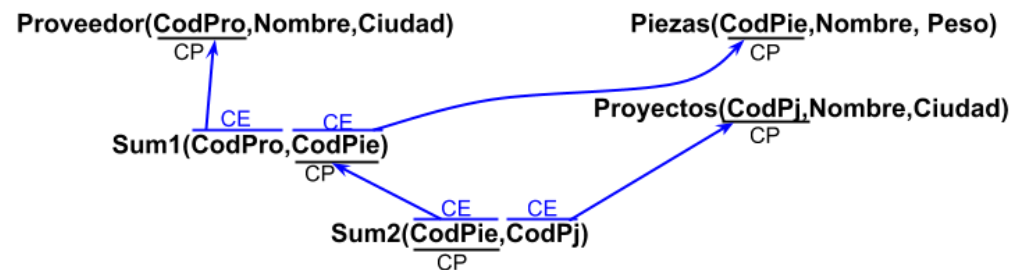 Proveedor(CodPro,Nombre,Ciudad)
CP
Piezas(CodPie,Nombre, Peso)
CP
Proyectos(CodPj,Nombre,Ciudad)
CP
CE CE
Sum1(CodPro,CodPie)
CP
CE CE
Sum2(CodPie,CodPj)
CP